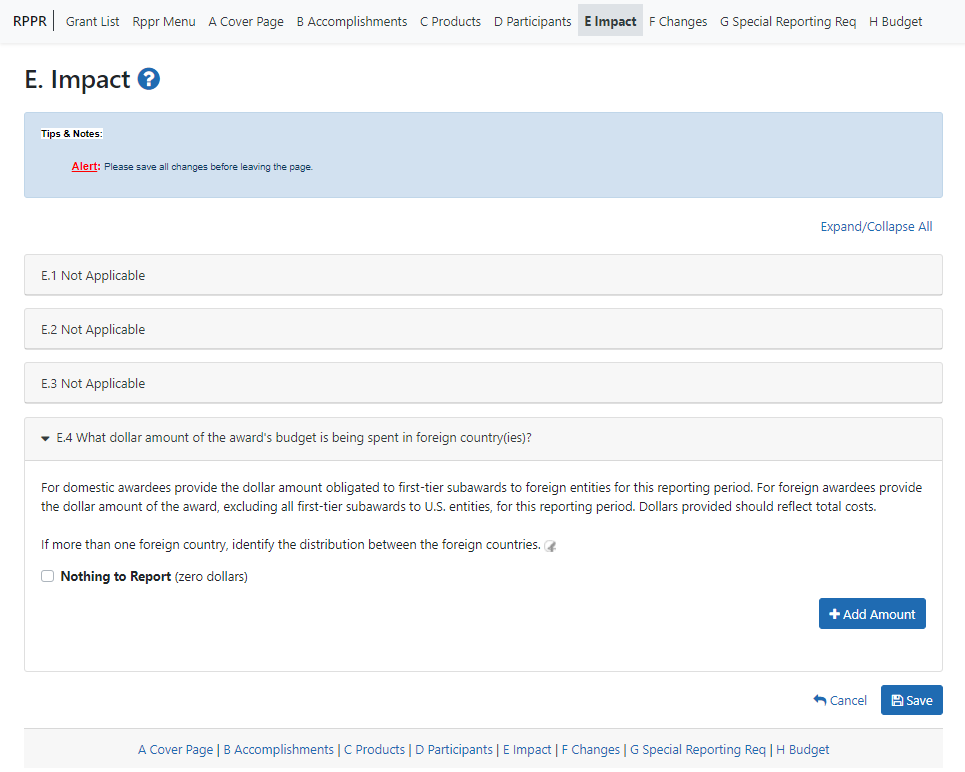 RPPR Grant List Rppr Menu A Cover Page B Accomplishments C Products D Participants E Impact F Changes G Special Reporting Req H Budget
E. Impact ?
Tips & Notes:
Alert: Please save all changes before leaving the page.
Expand/Collapse All
E.1 Not Applicable
E.2 Not Applicable
E.3 Not Applicable
E.4 What dollar amount of the award's budget is being spent in foreign country(ies)?
For domestic awardees provide the dollar amount obligated to first-tier subawards to foreign entities for this reporting period. For foreign awardees provide
the dollar amount of the award, excluding all first-tier subawards to U.S. entities, for this reporting period. Dollars provided should reflect total costs.
If more than one foreign country, identify the distribution between the foreign countries.
Nothing to Report (zero dollars)
Add Amount
Cancel Save
A Cover Page | B Accomplishments | C Products | D Participants | E Impact | F Changes | G Special Reporting Req | H Budget